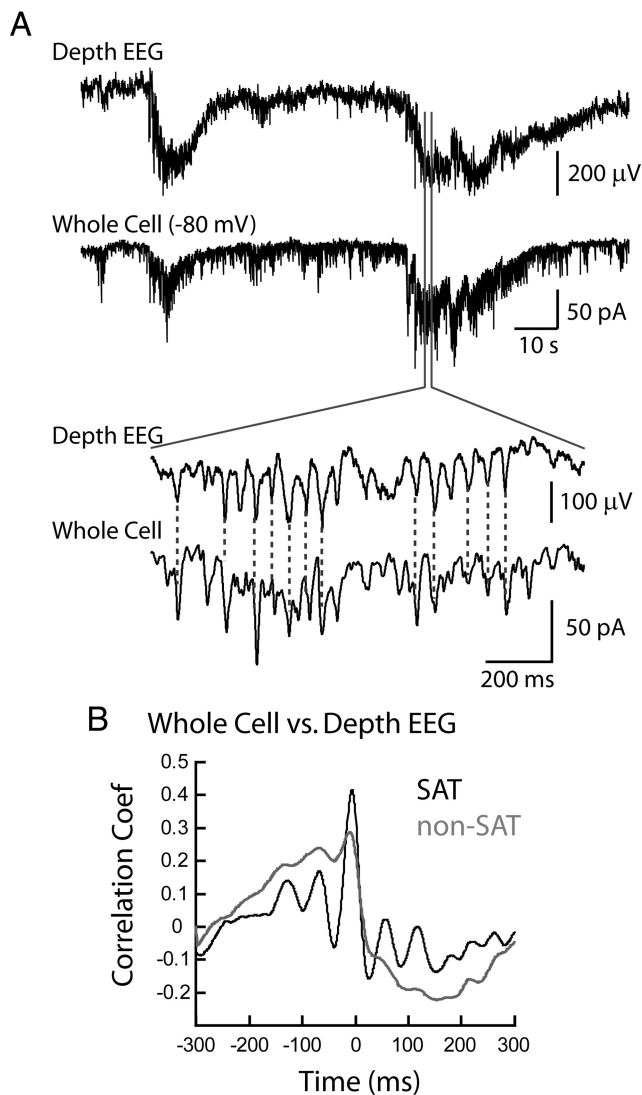 A
Depth EEG
200 μV
Whole Cell (-80 mV)
50 pA
10 s
Depth EEG
100 μV
Whole Cell
50 pA
200 ms
B
Whole Cell vs. Depth EEG
0.5
0.4
0.3
0.2
0.1
0
-0.1
-0.2
Correlation Coef
SAT
non-SAT
-300 -200 -100 0 100 200 300
Time (ms)